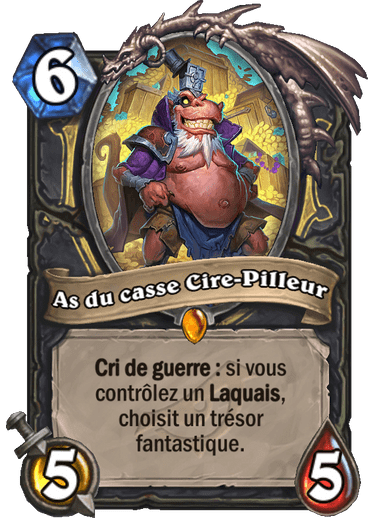 6
As du casse Cire-Pilleur
Cri de guerre : si vous
contrôlez un Laquais,
choisit un trésor
fantastique.
5
5